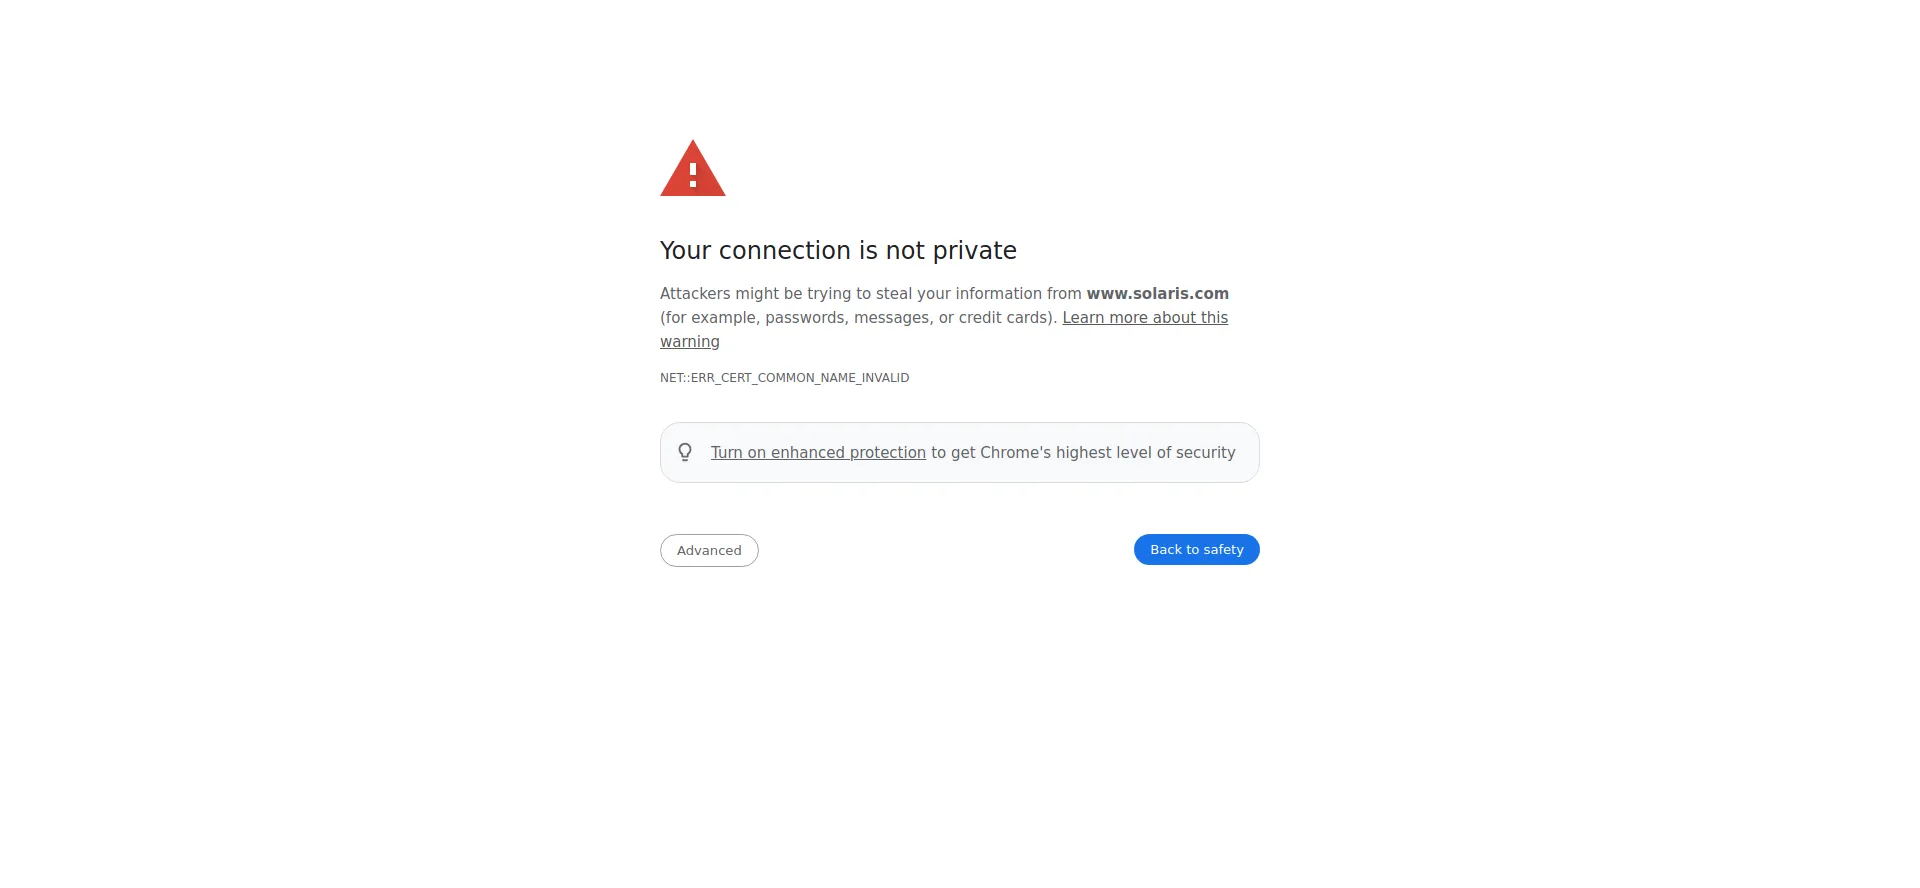 Your connection is not private
Attackers might be trying to steal your information from www.solaris.com
(for example, passwords, messages, or credit cards). Learn more about this
warning
NET::ERR_CERT_COMMON_NAME_INVALID
Turn on enhanced protection to get Chrome's highest level of security
Advanced
Back to safety